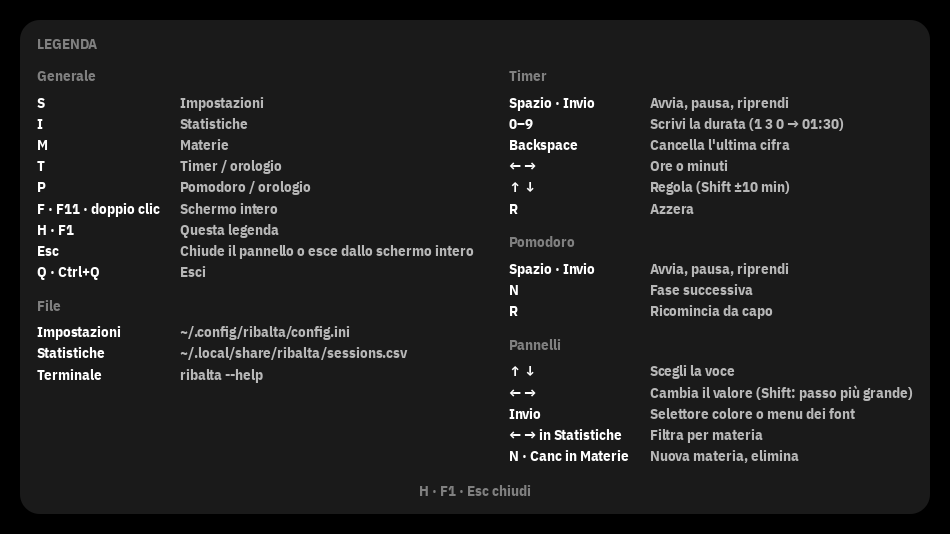 LEGENDA
Generale
S Impostazioni
I Statistiche
M Materie
T Timer / orologio
P Pomodoro / orologio
F · F11 · doppio clic Schermo intero
H · F1 Questa legenda
Esc Chiude il pannello o esce dallo schermo intero
Q · Ctrl+Q Esci
File
Impostazioni ~/.config/ribalta/config.ini
Statistiche ~/.local/share/ribalta/sessions.csv
Terminale ribalta --help
Timer
Spazio · Invio Avvia, pausa, riprendi
0–9 Scrivi la durata (1 3 0 → 01:30)
Backspace Cancella l'ultima cifra
← → Ore o minuti
↑ ↓ Regola (Shift ±10 min)
R Azzera
Pomodoro
Spazio · Invio Avvia, pausa, riprendi
N Fase successiva
R Ricomincia da capo
Pannelli
↑ ↓ Scegli la voce
← → Cambia il valore (Shift: passo più grande)
Invio Selettore colore o menu dei font
← → in Statistiche Filtra per materia
N · Canc in Materie Nuova materia, elimina
H · F1 · Esc chiudi